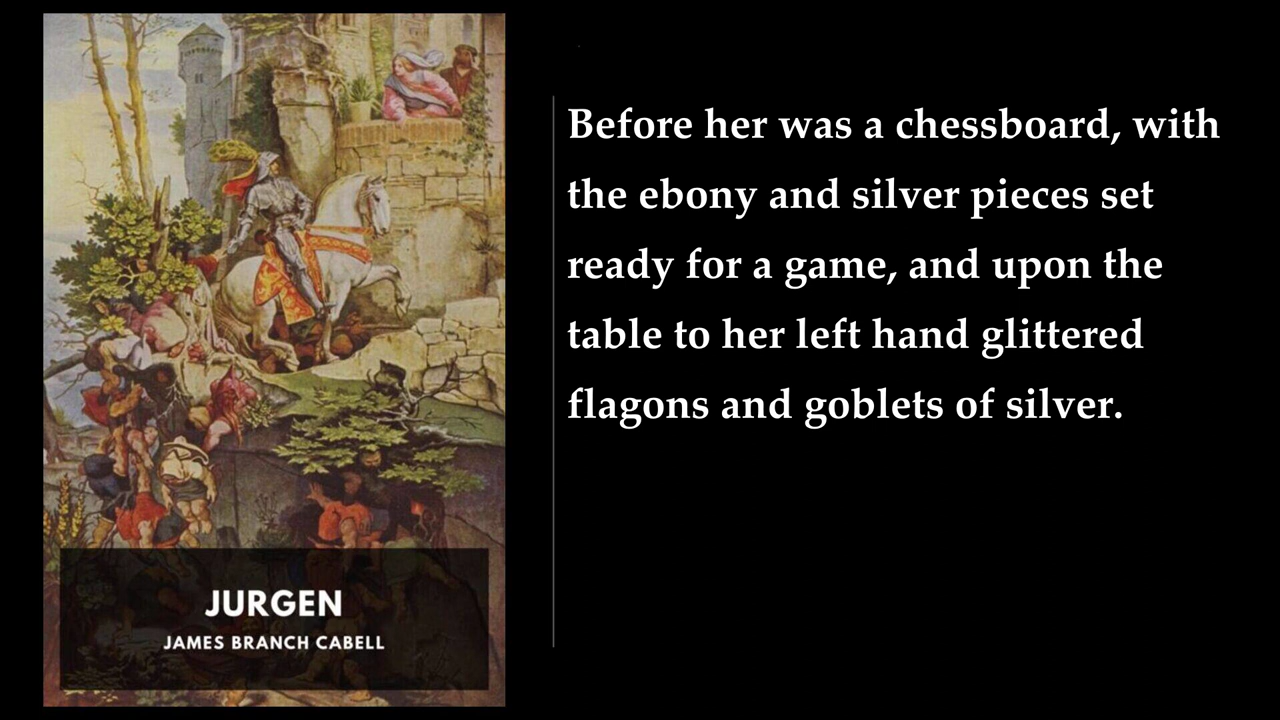 Before her was a chessboard, with
the ebony and silver pieces set
ready for a game, and upon the
table to her left hand glittered
flagons and goblets of silver.
JURGEN
JAMES BRANCH CABELL